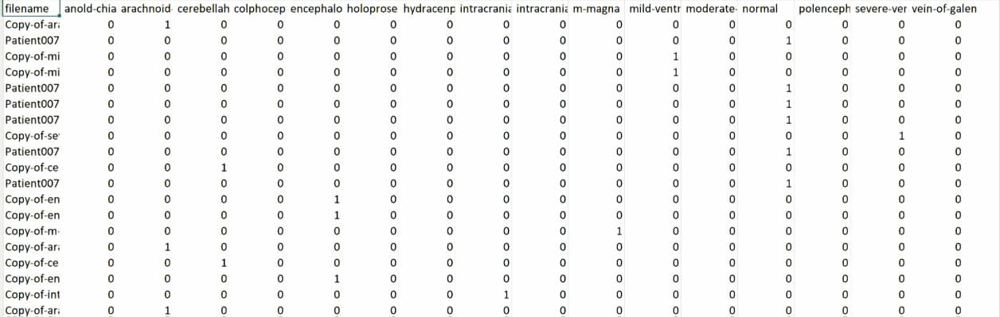 filename anold-chia arachnoid- cerebellah colphocep encephalo holoprose hydracenp intracrania intracrania m-magna mild-ventr moderate- normal polenceph severe-ver vein-of-galen
Copy-of-ara 0 1 0 0 0 0 0 0 0 0 0 0 0 0 0 0
Patient007 0 0 0 0 0 0 0 0 0 0 0 0 1 0 0 0
Copy-of-mi 0 0 0 0 0 0 0 0 0 0 1 0 0 0 0 0
Copy-of-mi 0 0 0 0 0 0 0 0 0 0 1 0 0 0 0 0
Patient007 0 0 0 0 0 0 0 0 0 0 0 0 1 0 0 0
Patient007 0 0 0 0 0 0 0 0 0 0 0 0 1 0 0 0
Patient007 0 0 0 0 0 0 0 0 0 0 0 0 1 0 0 0
Copy-of-se 0 0 0 0 0 0 0 0 0 0 0 0 0 0 1 0
Patient007 0 0 0 0 0 0 0 0 0 0 0 0 1 0 0 0
Copy-of-ce 0 0 1 0 0 0 0 0 0 0 0 0 0 0 0 0
Patient007 0 0 0 0 0 0 0 0 0 0 0 0 1 0 0 0
Copy-of-en 0 0 0 0 1 0 0 0 0 0 0 0 0 0 0 0
Copy-of-en 0 0 0 0 1 0 0 0 0 0 0 0 0 0 0 0
Copy-of-m- 0 0 0 0 0 0 0 0 0 1 0 0 0 0 0 0
Copy-of-ara 0 1 0 0 0 0 0 0 0 0 0 0 0 0 0 0
Copy-of-ce 0 0 1 0 0 0 0 0 0 0 0 0 0 0 0 0
Copy-of-en 0 0 0 0 1 0 0 0 0 0 0 0 0 0 0 0
Copy-of-int 0 0 0 0 0 0 0 1 0 0 0 0 0 0 0 0
Copy-of-ara 0 1 0 0 0 0 0 0 0 0 0 0 0 0 0 0